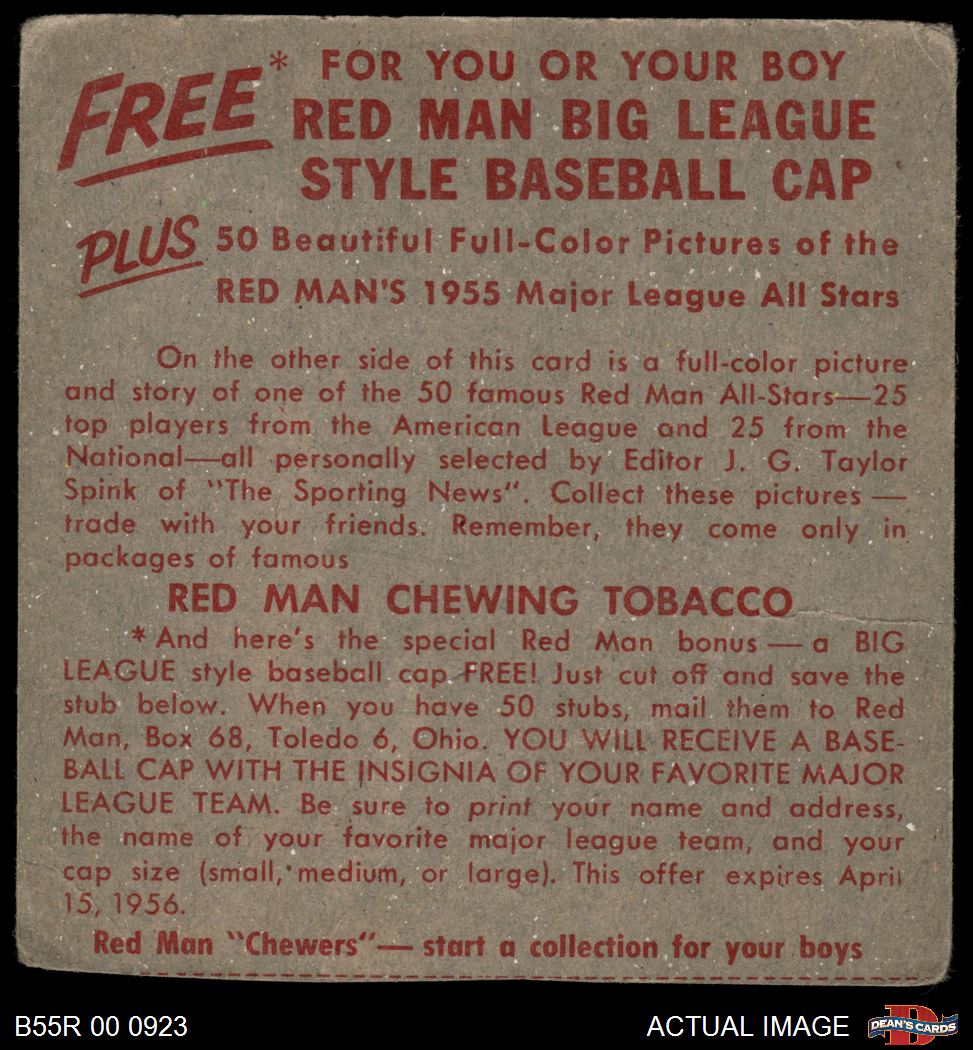 FREE* FOR YOU OR YOUR BOY
RED MAN BIG LEAGUE
STYLE BASEBALL CAP
PLUS 50 Beautiful Full-Color Pictures of the
RED MAN'S 1955 Major League All Stars
On the other side of this card is a full-color picture
and story of one of the 50 famous Red Man All-Stars—25
top players from the American League and 25 from the
National—all personally selected by Editor J. G. Taylor
Spink of "The Sporting News". Collect these pictures —
trade with your friends. Remember, they come only in
packages of famous
RED MAN CHEWING TOBACCO
*And here's the special Red Man bonus — a BIG
LEAGUE style baseball cap FREE! Just cut off and save the
stub below. When you have 50 stubs, mail them to Red
Man, Box 68, Toledo 6, Ohio. YOU WILL RECEIVE A BASE-
BALL CAP WITH THE INSIGNIA OF YOUR FAVORITE MAJOR
LEAGUE TEAM. Be sure to print your name and address,
the name of your favorite major league team, and your
cap size (small, medium, or large). This offer expires April
15, 1956.
Red Man "Chewers"— start a collection for your boys
B55R 00 0923
ACTUAL IMAGE
D
DEAN'S CARDS